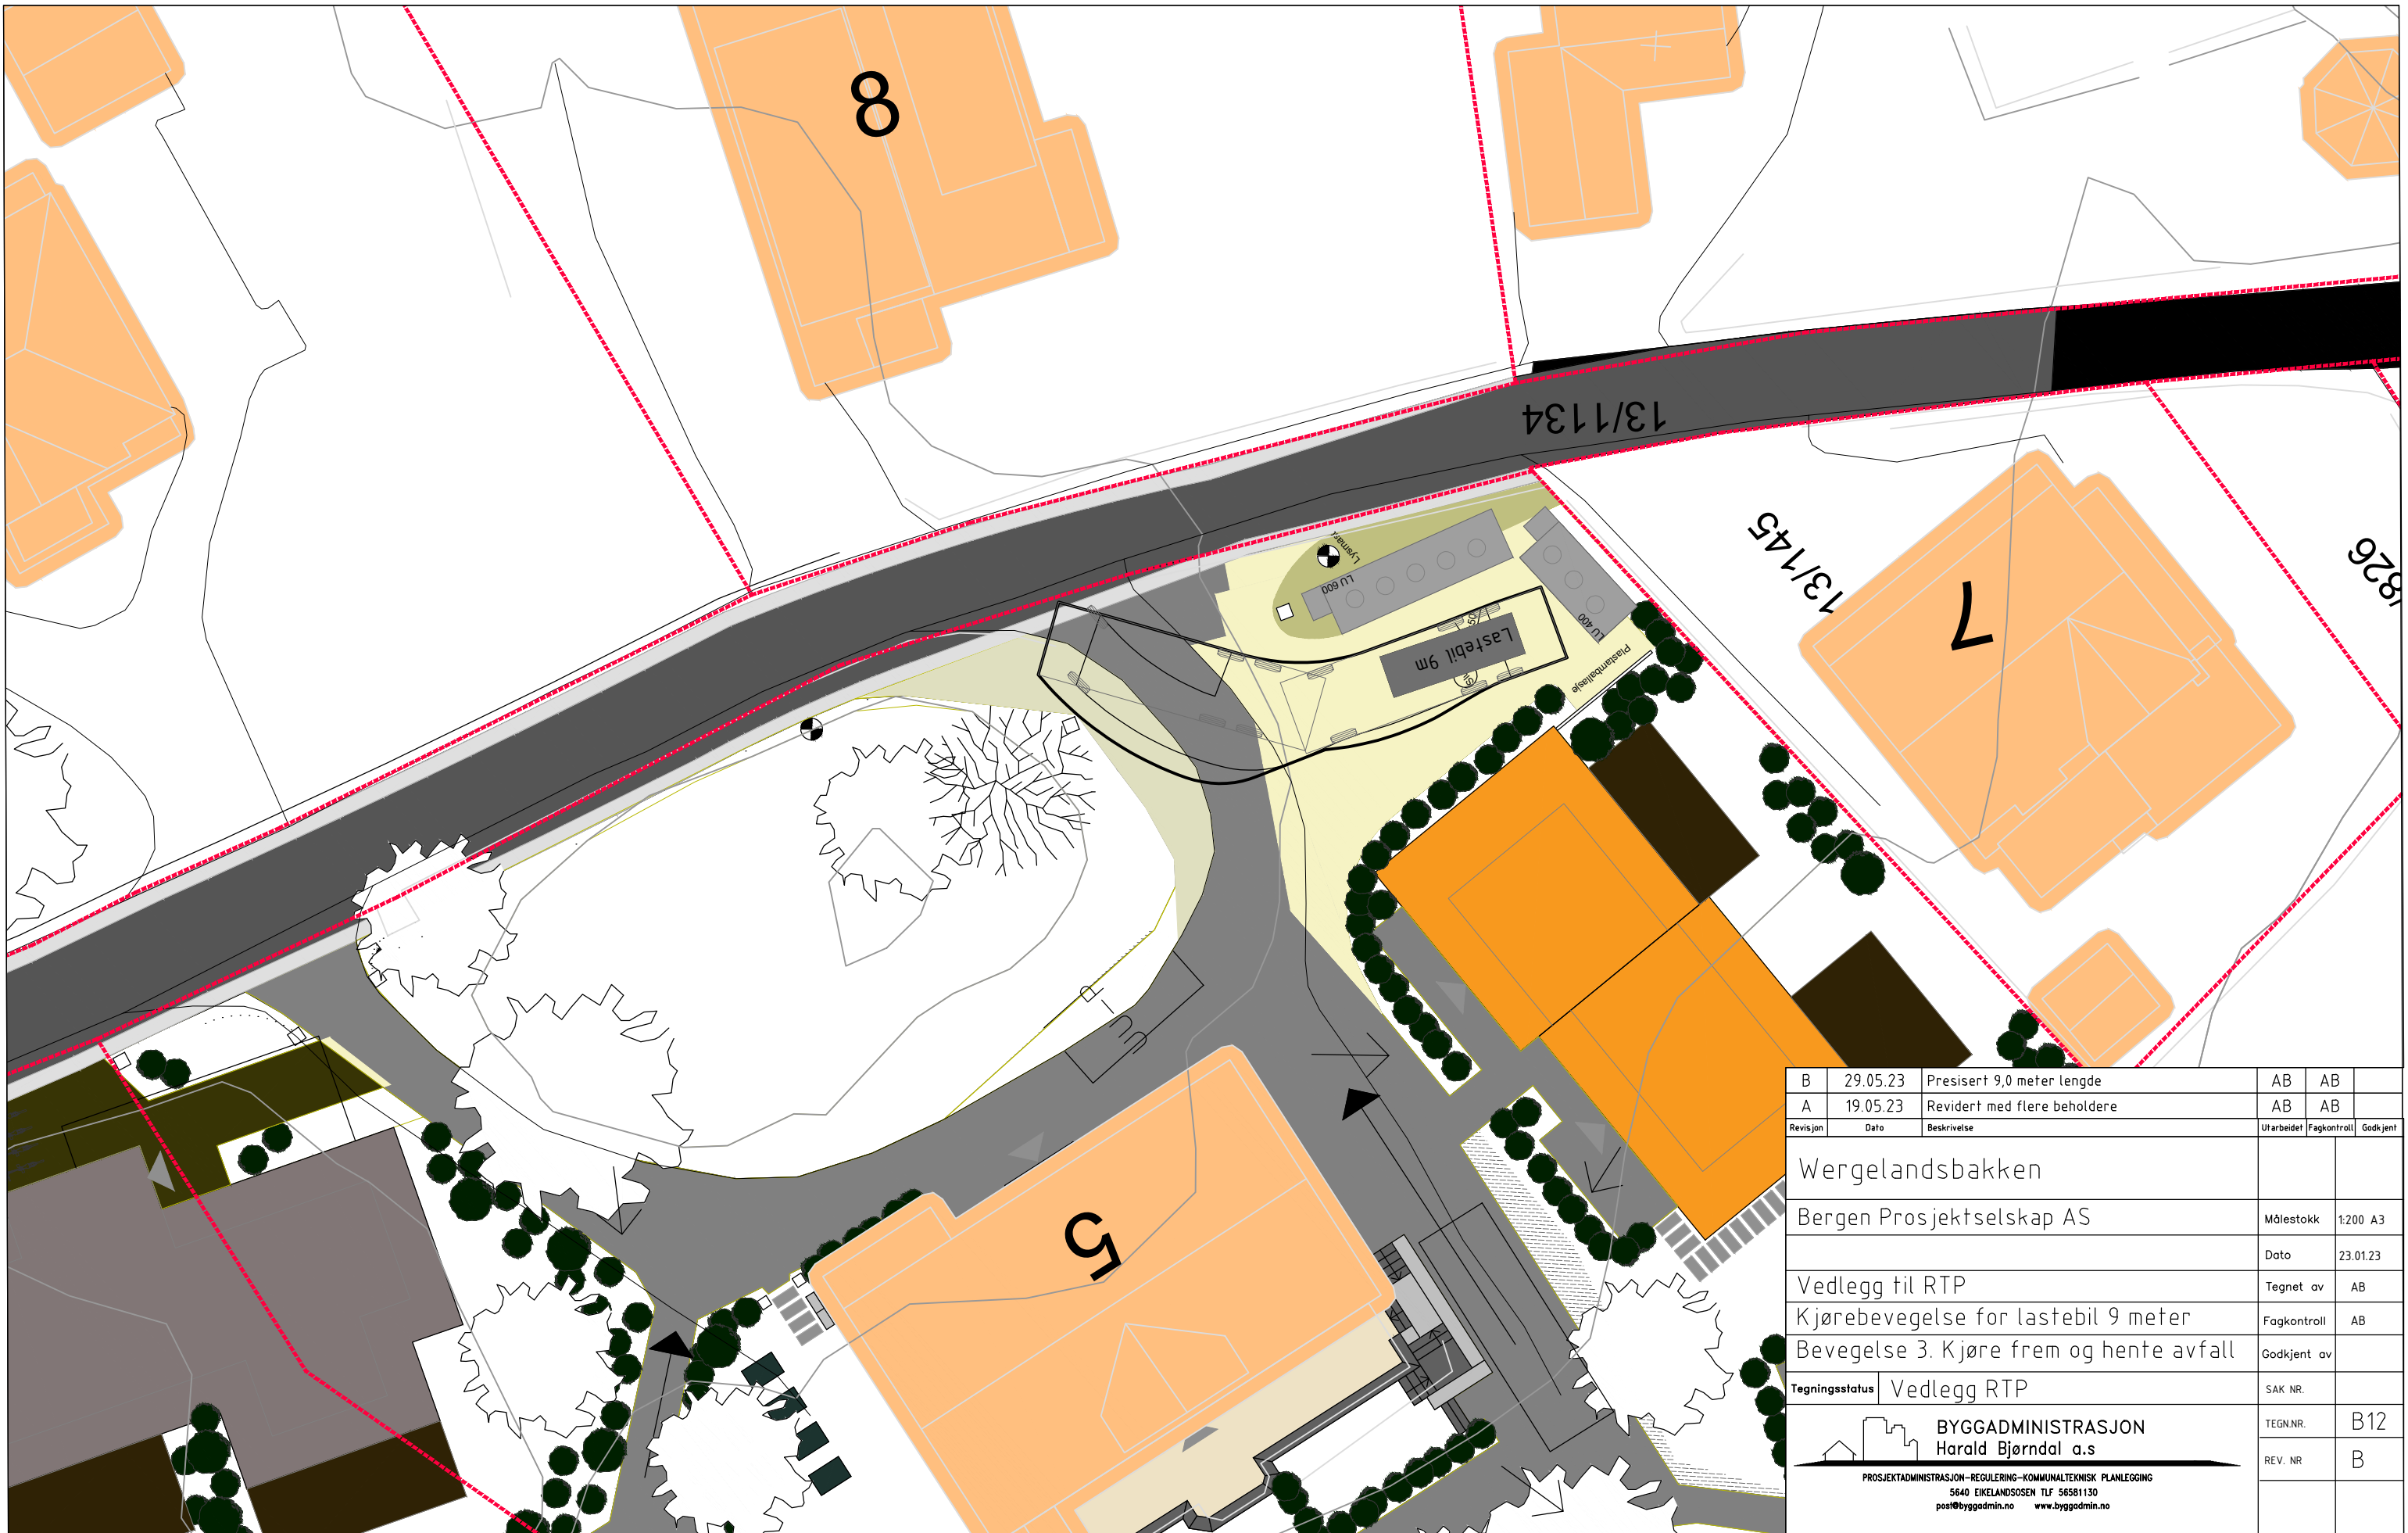 8
13/1134
13/1145
7
LU 600
Lastebil 9m
LU 400
Plastemballasje
5
B 29.05.23 Presisert 9,0 meter lengde AB AB
A 19.05.23 Revidert med flere beholdere AB AB
Revisjon Dato Beskrivelse Utarbeidet Fagkontroll Godkjent
Wergelandsbakken
Bergen Prosjektselskap AS Målestokk 1:200 A3
Dato 23.01.23
Vedlegg til RTP Tegnet av AB
Kjørebevegelse for lastebil 9 meter Fagkontroll AB
Bevegelse 3. Kjøre frem og hente avfall Godkjent av
Tegningsstatus Vedlegg RTP SAK NR.
BYGGADMINISTRASJON TEGN.NR. B12
Harald Bjørndal a.s
REV. NR B
PROSJEKTADMINISTRASJON-REGULERING-KOMMUNALTEKNISK PLANLEGGING
5640 EIKELANDSOSEN TLF 56581130
post@byggadmin.no www.byggadmin.no